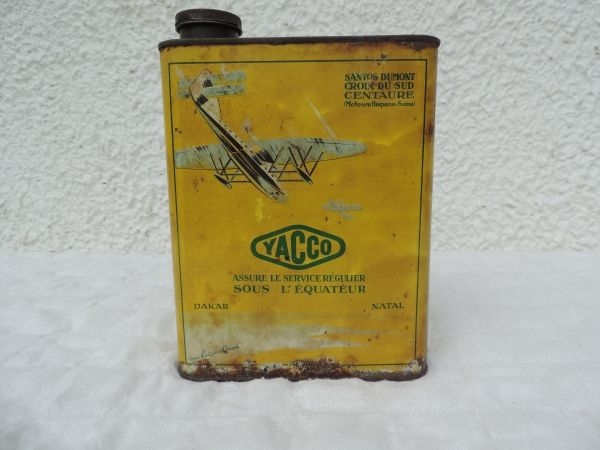 SANTOS DUMONT
CROIX DU SUD
CENTAURE
(Moteurs Hispano-Suiza)
YACCO
ASSURE LE SERVICE RÉGULIER
SOUS L'ÉQUATEUR
DAKAR NATAL